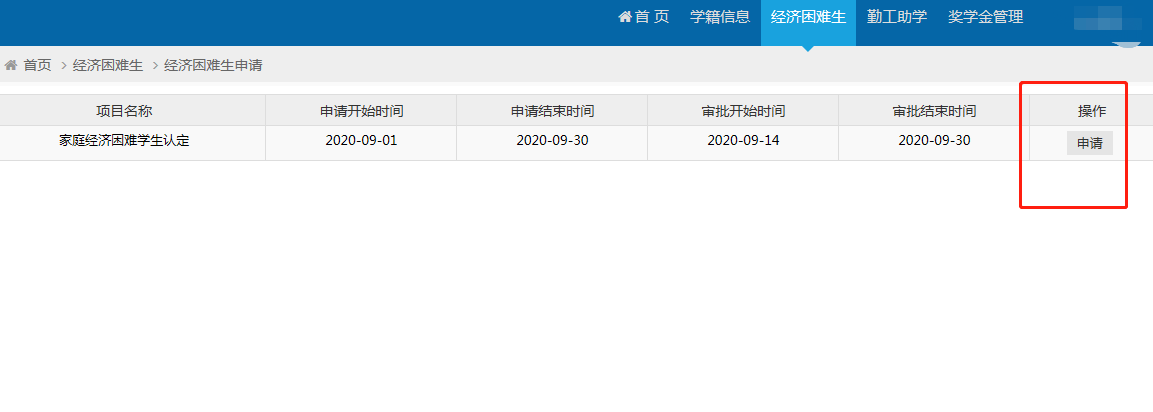 首 页 学籍信息 经济困难生 勤工助学 奖学金管理
首页 > 经济困难生 > 经济困难生申请
项目名称 申请开始时间 申请结束时间 审批开始时间 审批结束时间 操作
家庭经济困难学生认定 2020-09-01 2020-09-30 2020-09-14 2020-09-30 申请